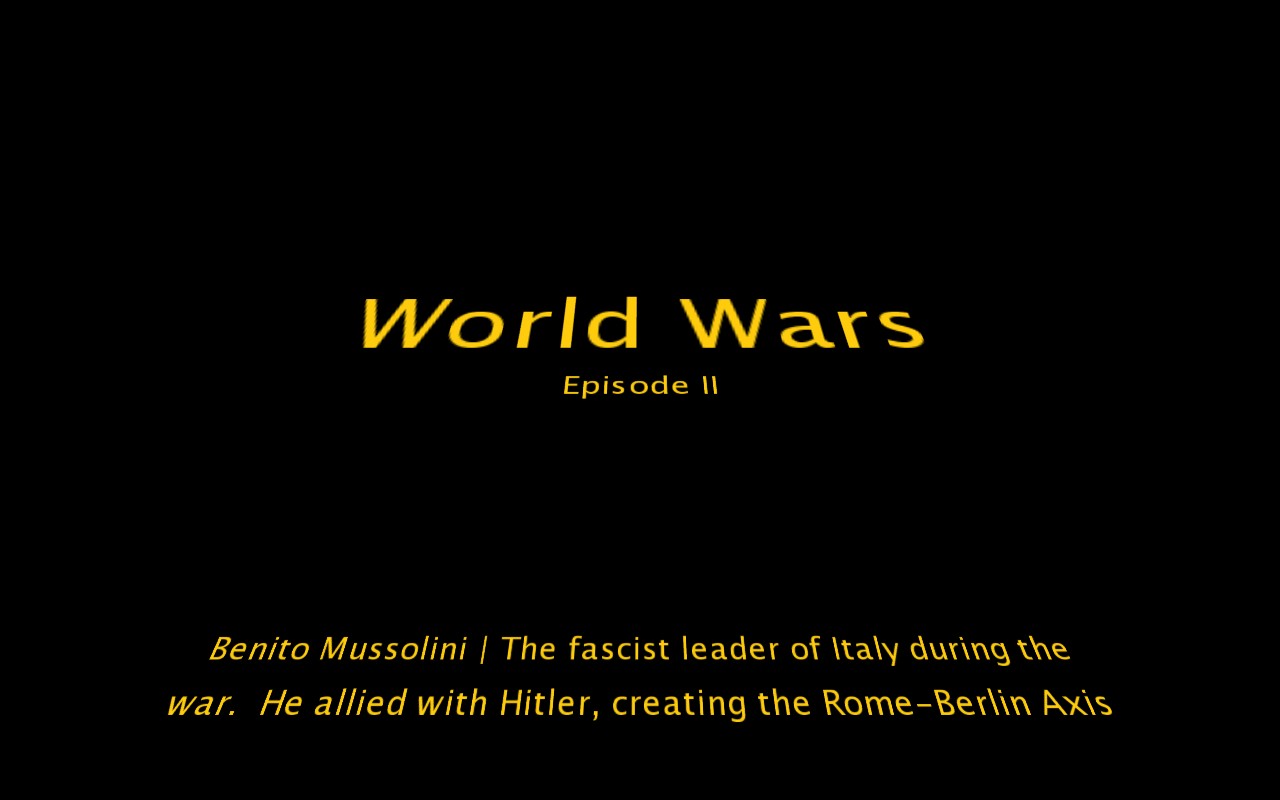 World Wars
Episode II
Benito Mussolini | The fascist leader of Italy during the
war.  He allied with Hitler, creating the Rome-Berlin Axis